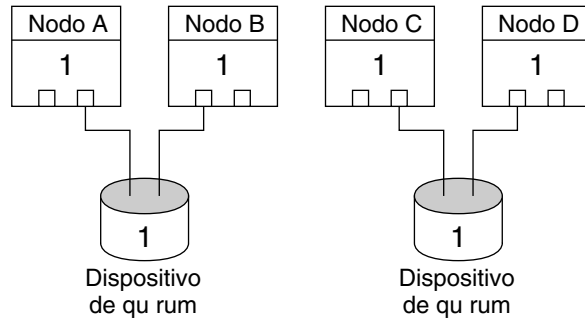 Nodo A Nodo B Nodo C Nodo D
1 1 1 1
1 1
Dispositivo Dispositivo
de qu rum de qu rum